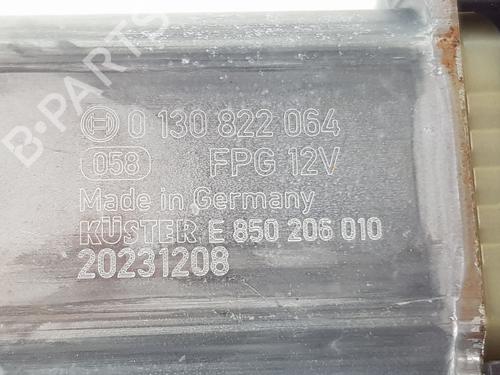 B-PARTS
0 130 822 064
058 FPG 12V
Made in Germany
KÜSTER E 850 206 010
20231208